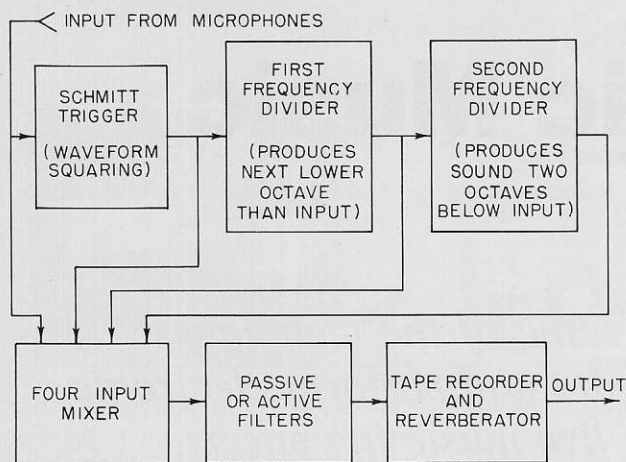 INPUT FROM MICROPHONES
SCHMITT
TRIGGER
(WAVEFORM
SQUARING)
FIRST
FREQUENCY
DIVIDER
(PRODUCES
NEXT LOWER
OCTAVE
THAN INPUT)
SECOND
FREQUENCY
DIVIDER
(PRODUCES
SOUND TWO
OCTAVES
BELOW INPUT)
FOUR INPUT
MIXER
PASSIVE
OR ACTIVE
FILTERS
TAPE RECORDER
AND
REVERBERATOR
OUTPUT